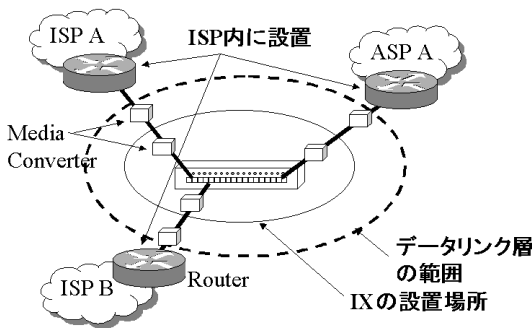 ISP A
ISP内に設置
ASP A
Media
Converter
データリンク層
の範囲
Router
ISP B
IXの設置場所